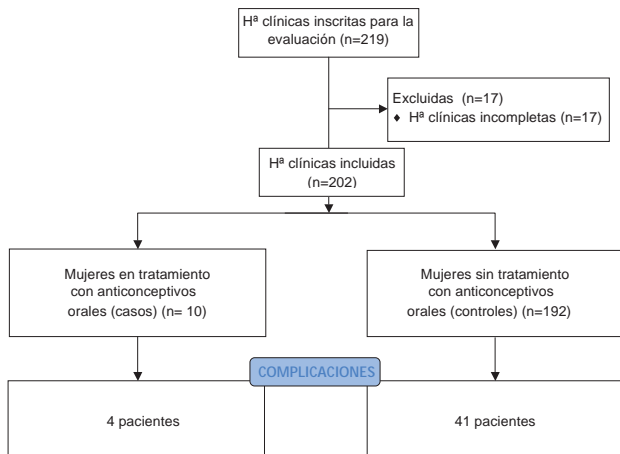 Hª clínicas inscritas para la
evaluación (n=219)
Excluidas (n=17)
♦ Hª clínicas incompletas (n=17)
Hª clínicas incluidas
(n=202)
Mujeres en tratamiento
con anticonceptivos
orales (casos) (n= 10)
Mujeres sin tratamiento
con anticonceptivos
orales (controles) (n=192)
COMPLICACIONES
4 pacientes
41 pacientes